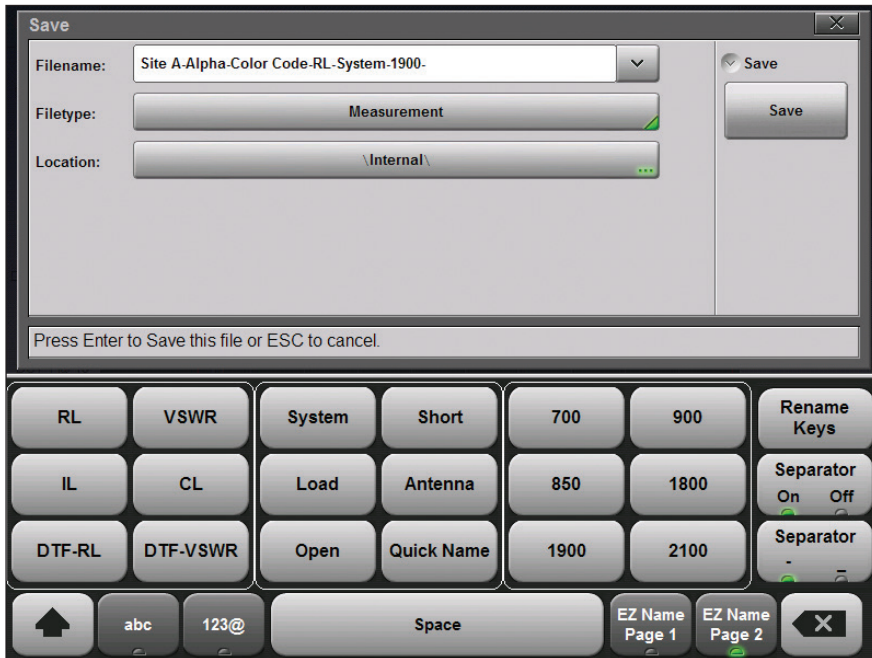 Save
Filename: Site A-Alpha-Color Code-RL-System-1900-
Save
Filetype: Measurement
Save
Location: \Internal\
Press Enter to Save this file or ESC to cancel.
RL VSWR System Short 700 900 Rename Keys
IL CL Load Antenna 850 1800 Separator On Off
DTF-RL DTF-VSWR Open Quick Name 1900 2100 Separator - _
abc 123@ Space EZ Name Page 1 EZ Name Page 2